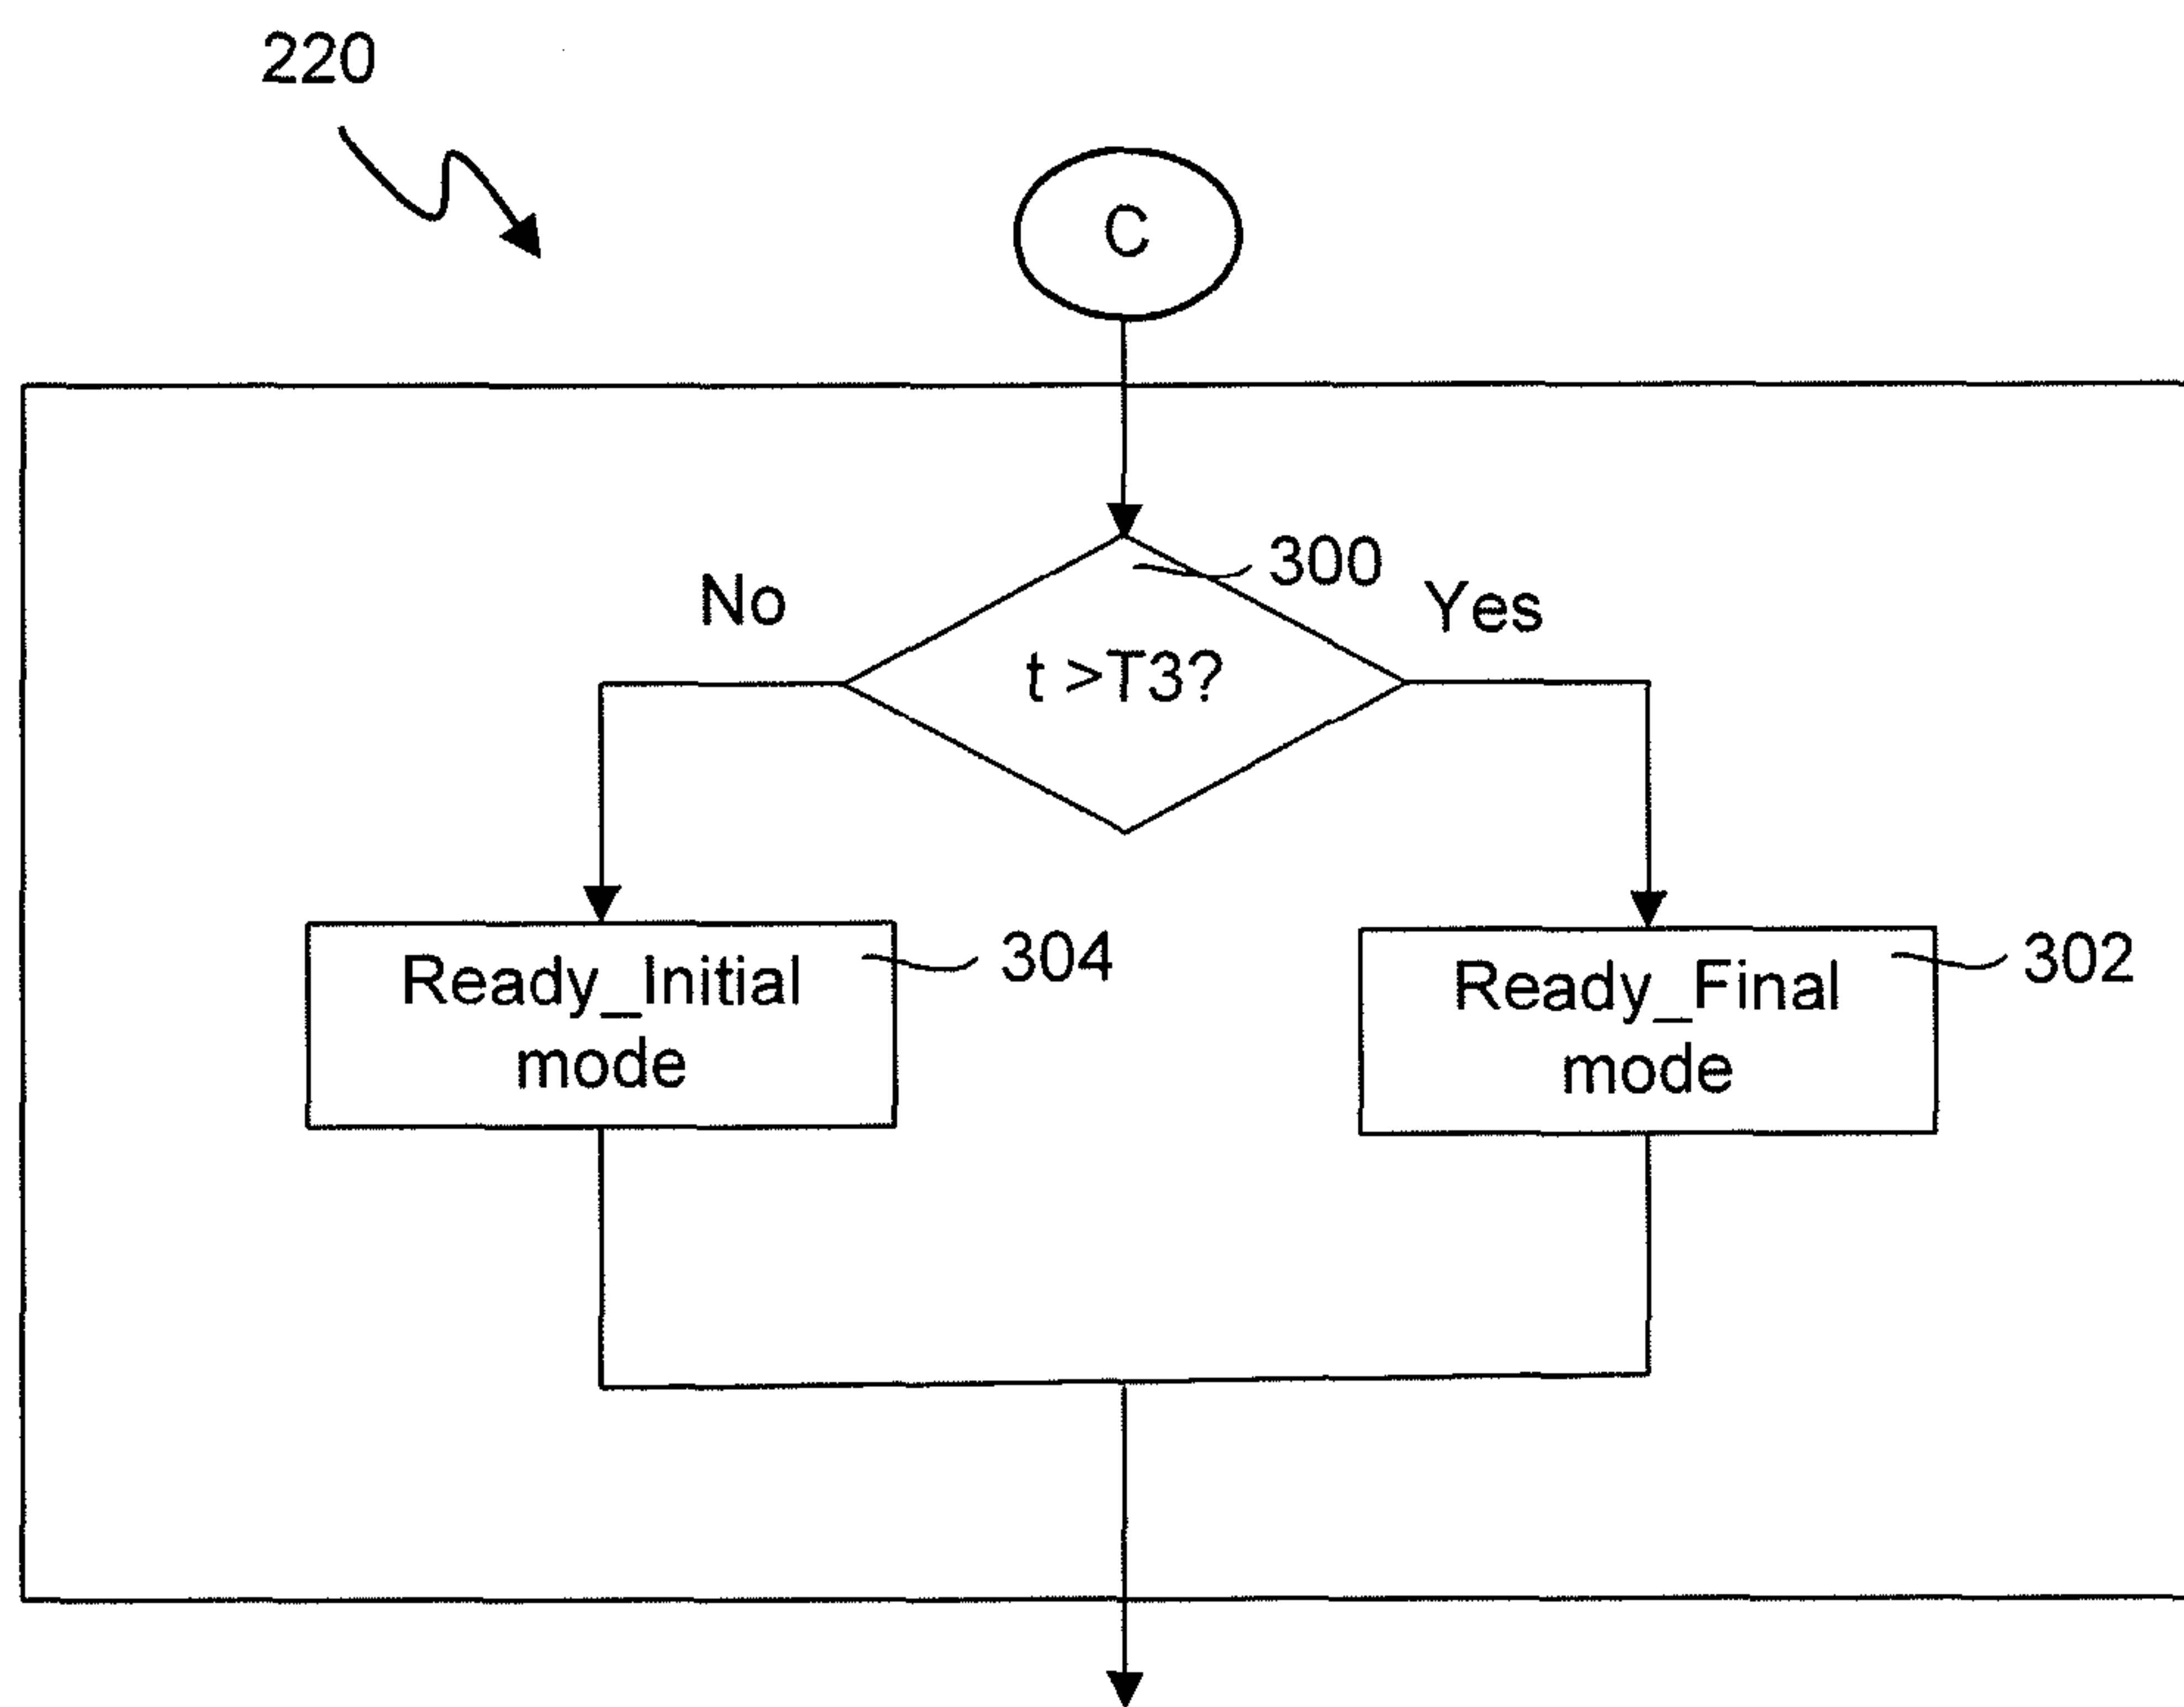 220
C
300
No
Yes
t >T3?
Ready_Initial
mode
304
Ready_Final
mode
302